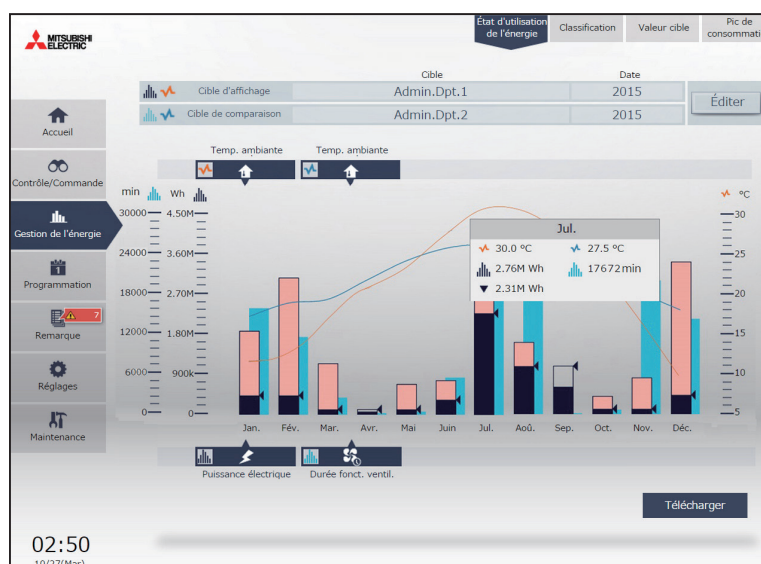 MITSUBISHI
ELECTRIC
État d'utilisation
de l'énergie
Classification
Valeur cible
Pic de
consommati
Cible
Date
Cible d'affichage
Admin.Dpt.1
2015
Cible de comparaison
Admin.Dpt.2
2015
Éditer
Accueil
Contrôle/Commande
Gestion de l'énergie
1
Programmation
7
Remarque
Réglages
Maintenance
Temp. ambiante
Temp. ambiante
min
Wh
°C
30000
4.50M
30
24000
3.60M
25
18000
2.70M
20
12000
1.80M
15
6000
900k
10
0
0
5
Jul.
30.0 °C
27.5 °C
2.76M Wh
17672min
2.31M Wh
Jan.
Fév.
Mar.
Avr.
Mai
Juin
Jul.
Aoû.
Sep.
Oct.
Nov.
Déc.
Puissance électrique
Durée fonct. ventil.
Télécharger
02:50
10/27(Mar)